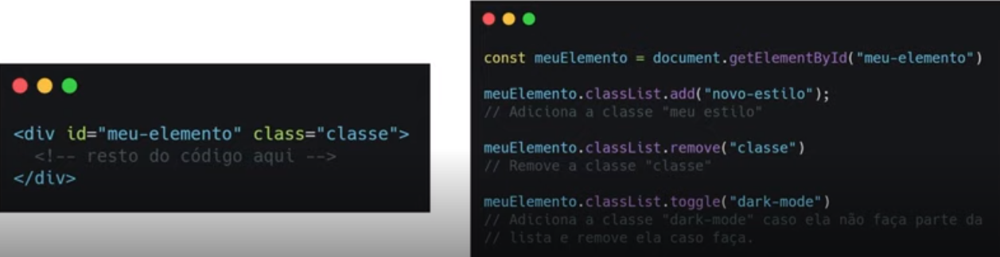 <div id="meu-elemento" class="classe">
<!-- resto do código aqui -->
</div>
const meuElemento = document.getElementById("meu-elemento")
meuElemento.classList.add("novo-estilo");
// Adiciona a classe "meu estilo"
meuElemento.classList.remove("classe")
// Remove a classe "classe"
meuElemento.classList.toggle("dark-mode")
// Adiciona a classe "dark-mode" caso ela não faça parte da
// lista e remove ela caso faça.